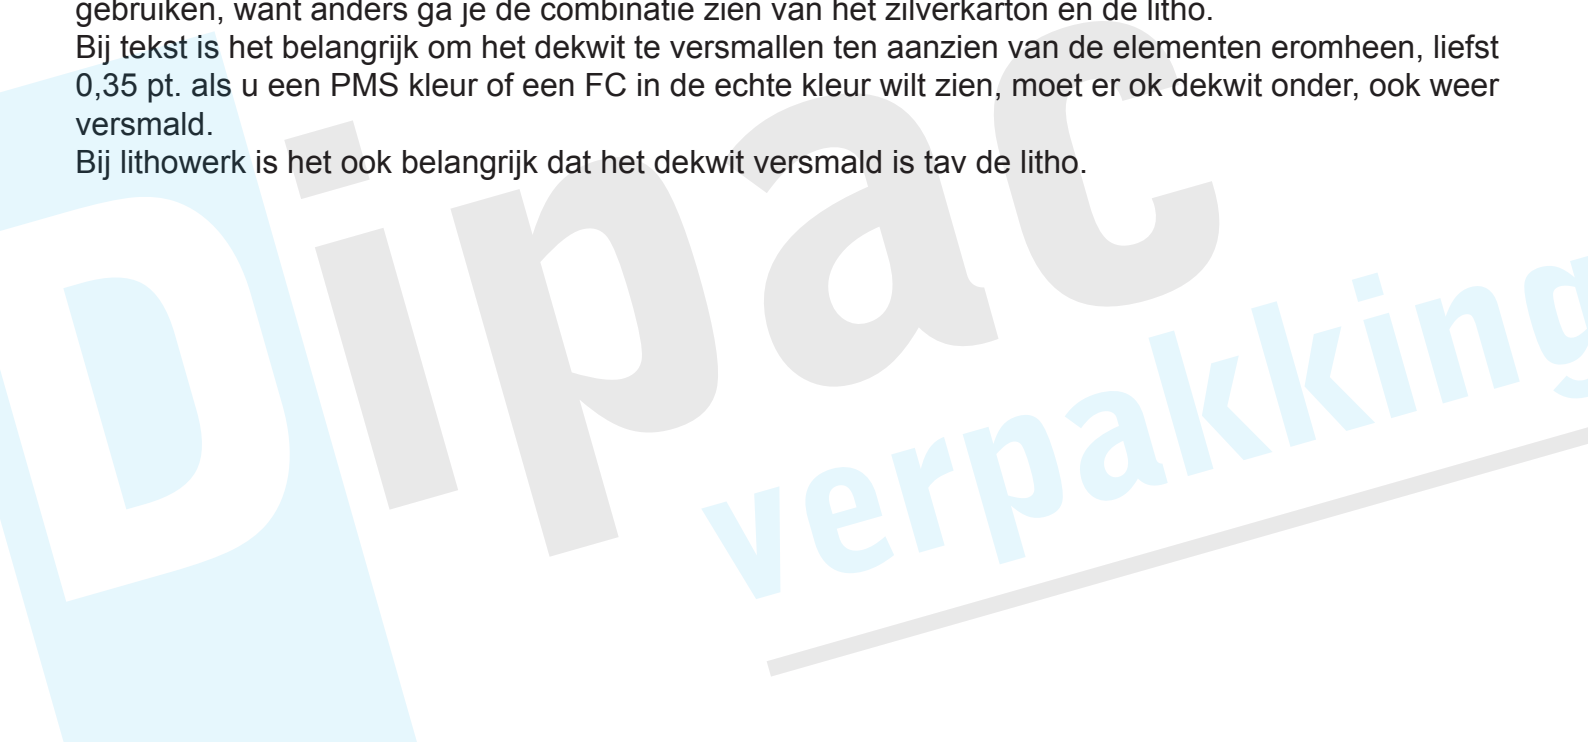 gebruiken, want anders ga je de combinatie zien van het zilverkarton en de litho.
Bij tekst is het belangrijk om het dekwit te versmallen ten aanzien van de elementen eromheen, liefst
0,35 pt. als u een PMS kleur of een FC in de echte kleur wilt zien, moet er ok dekwit onder, ook weer
versmald.
Bij lithowerk is het ook belangrijk dat het dekwit versmald is tav de litho.
Dipac
verpakking